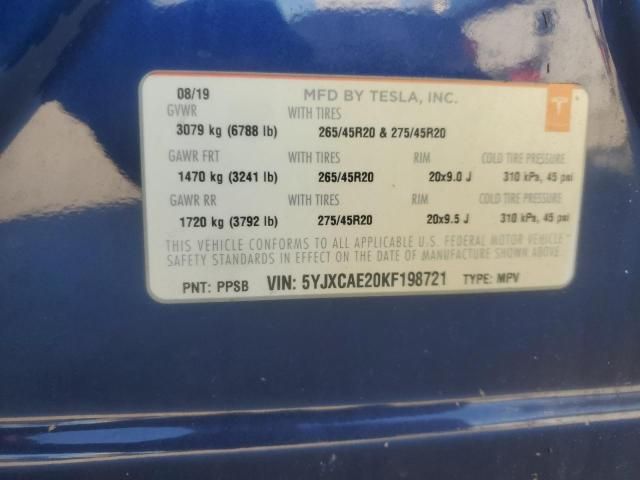 08/19 MFD BY TESLA, INC.
GVWR WITH TIRES
3079 kg (6788 lb) 265/45R20 & 275/45R20
GAWR FRT WITH TIRES RIM COLD TIRE PRESSURE
1470 kg (3241 lb) 265/45R20 20x9.0 J 310 kPa, 45 psi
GAWR RR WITH TIRES RIM COLD TIRE PRESSURE
1720 kg (3792 lb) 275/45R20 20x9.5 J 310 kPa, 45 psi
THIS VEHICLE CONFORMS TO ALL APPLICABLE U.S. FEDERAL MOTOR VEHICLE
SAFETY STANDARDS IN EFFECT ON THE DATE OF MANUFACTURE SHOWN ABOVE.
PNT: PPSB VIN: 5YJXCAE20KF198721 TYPE: MPV